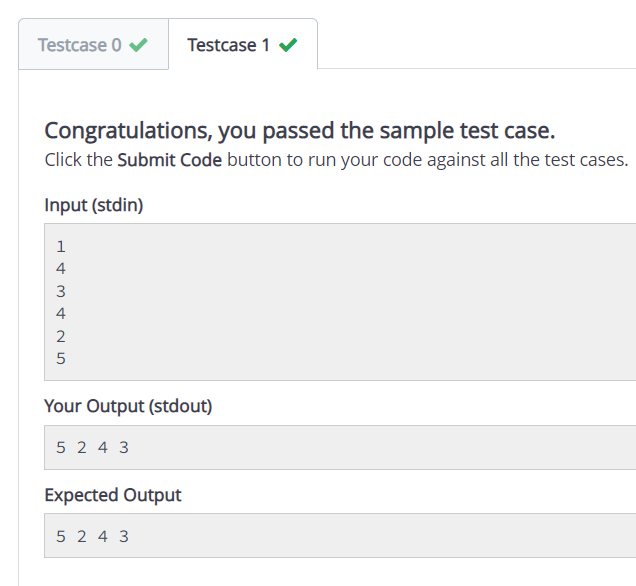 Testcase 0
Testcase 1
Congratulations, you passed the sample test case.
Click the Submit Code button to run your code against all the test cases.
Input (stdin)
1
4
3
4
2
5
Your Output (stdout)
5 2 4 3
Expected Output
5 2 4 3